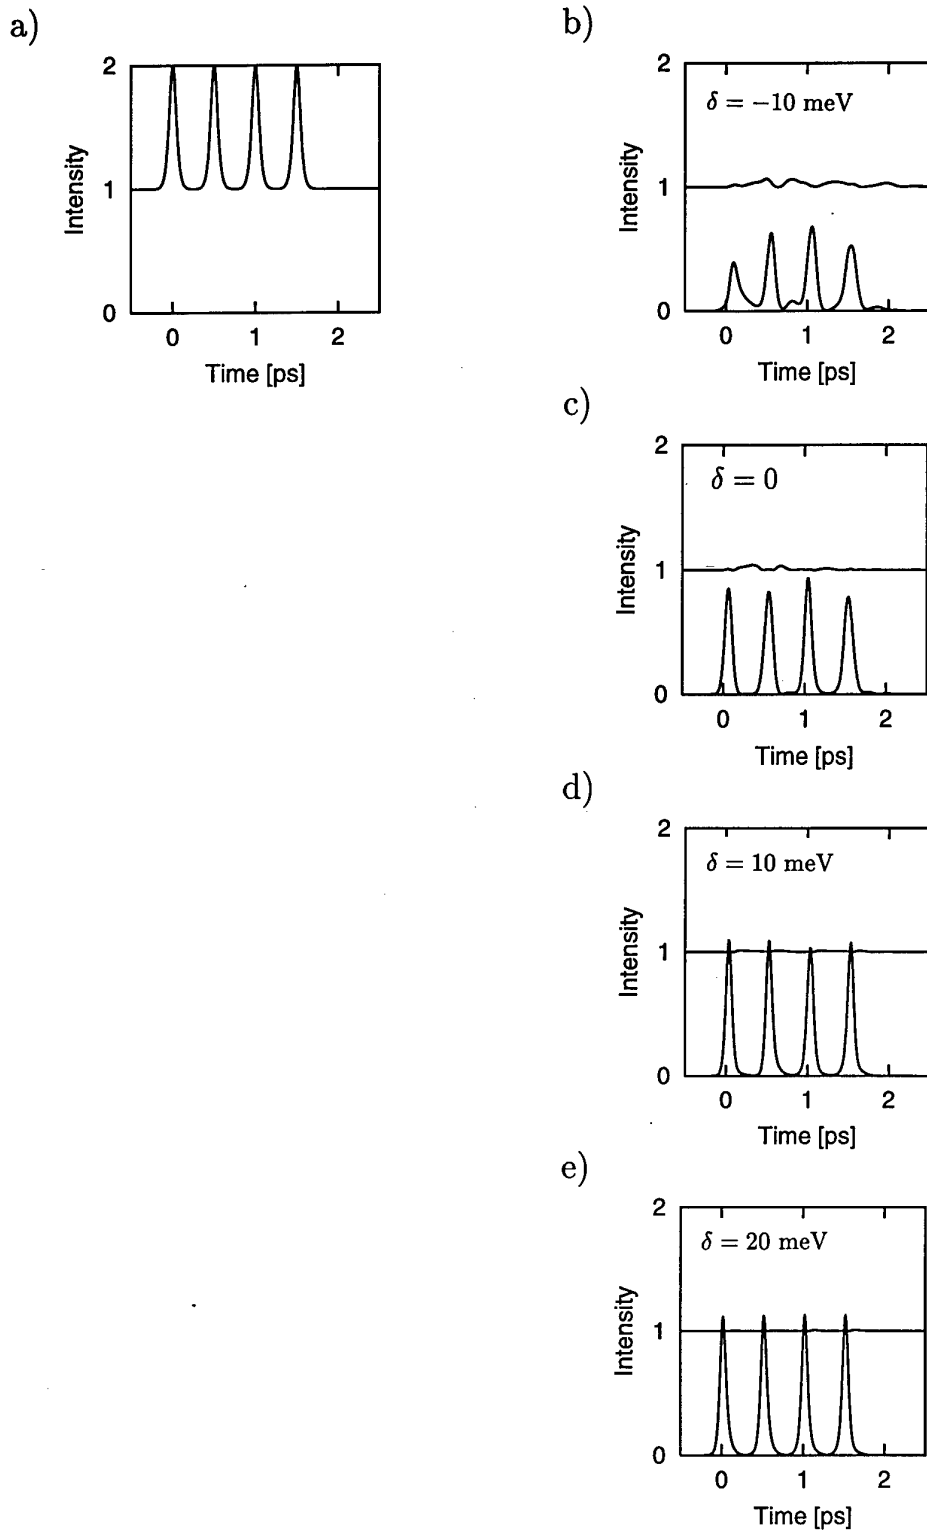 a)
2
1
0
Intensity
0 1 2
Time [ps]
b)
2
1
0
Intensity
δ = −10 meV
0 1 2
Time [ps]
c)
2
1
0
Intensity
δ = 0
0 1 2
Time [ps]
d)
2
1
0
Intensity
δ = 10 meV
0 1 2
Time [ps]
e)
2
1
0
Intensity
δ = 20 meV
0 1 2
Time [ps]